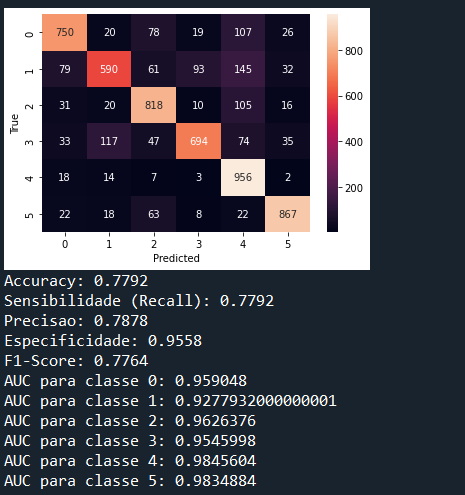 0 750 20 78 19 107 26
1 79 590 61 93 145 32
2 31 20 818 10 105 16
3 33 117 47 694 74 35
4 18 14 7 3 956 2
5 22 18 63 8 22 867
0 1 2 3 4 5
Predicted
True
800
600
400
200
Accuracy: 0.7792
Sensibilidade (Recall): 0.7792
Precisao: 0.7878
Especificidade: 0.9558
F1-Score: 0.7764
AUC para classe 0: 0.959048
AUC para classe 1: 0.9277932000000001
AUC para classe 2: 0.9626376
AUC para classe 3: 0.9545998
AUC para classe 4: 0.9845604
AUC para classe 5: 0.9834884